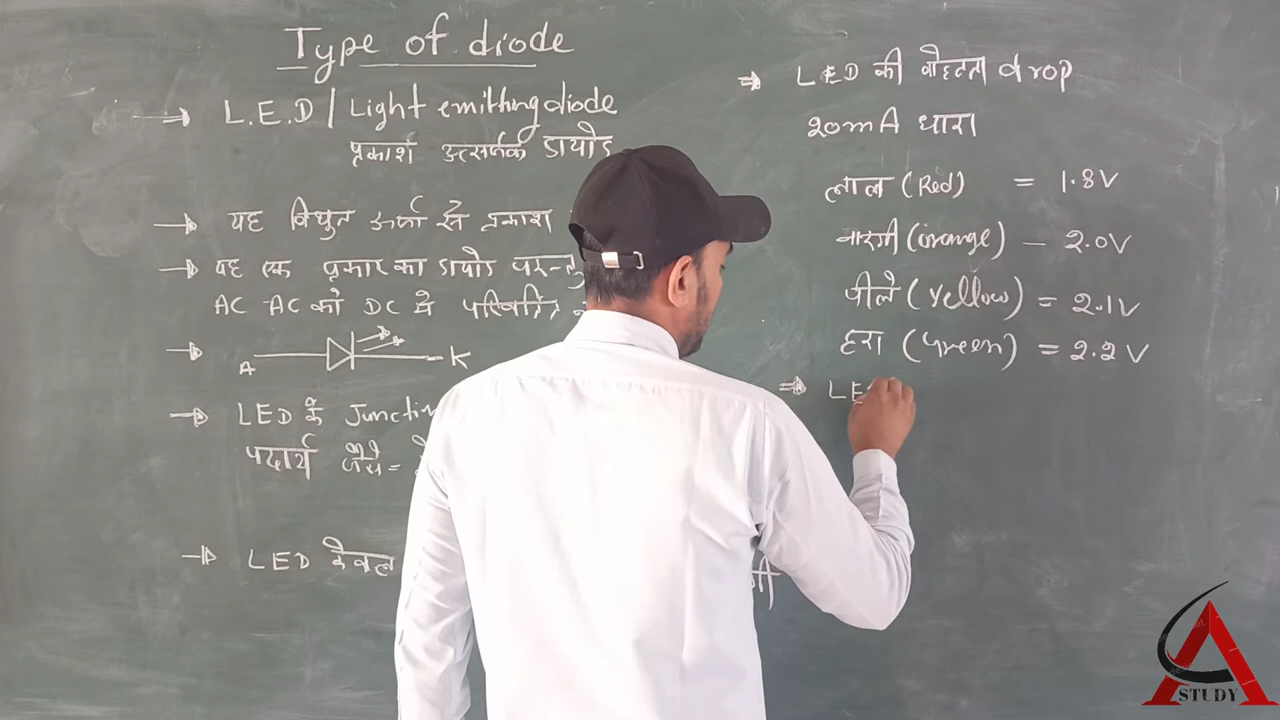 Type of diode
→ L.E.D / Light emitting diode
प्रकाश उत्सर्जक डायोड
→ यह विधुत ऊर्जा से प्रकाश
→ यह एक प्रकार का डायोड परन्तु
AC AC को DC में परिवर्तित
→ A K
→ LED के Junction
पदार्थ जैसे =
→ LED केवल
⇒ LED की वोल्टता drop
20mA धारा
लाल (Red) = 1.8V
नारंगी (orange) – 2.0V
पीले (Yellow) = 2.1V
हरा (green) = 2.2V
⇒ LE
A
STUDY